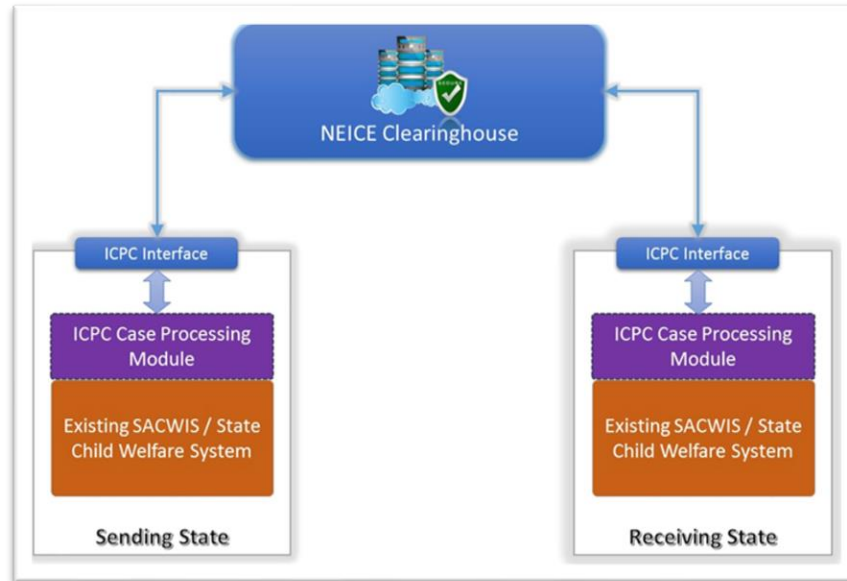 SECURE
NEICE Clearinghouse
ICPC Interface
ICPC Case Processing
Module
Existing SACWIS / State
Child Welfare System
Sending State
ICPC Interface
ICPC Case Processing
Module
Existing SACWIS / State
Child Welfare System
Receiving State